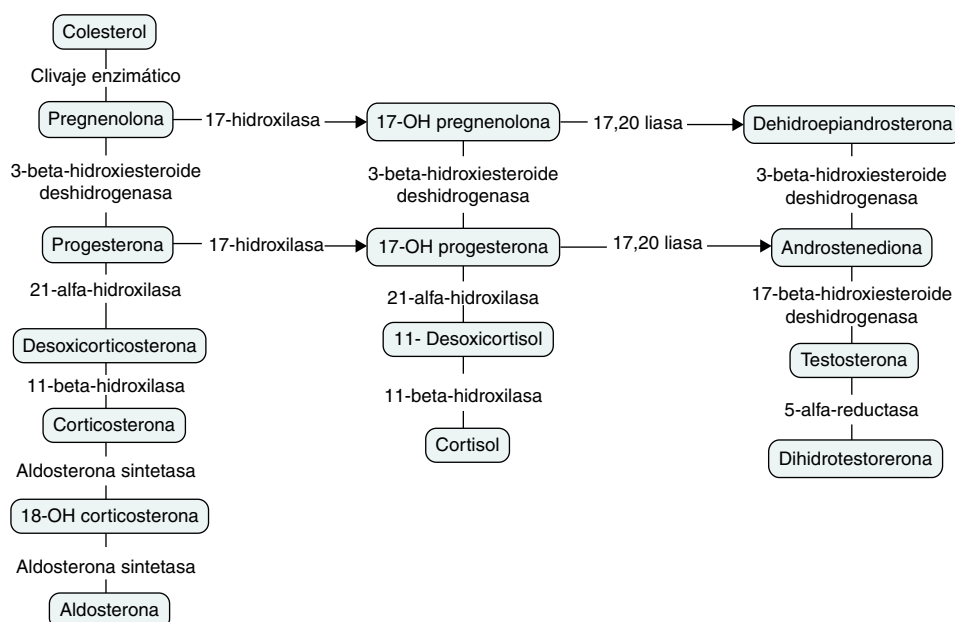 Colesterol
Clivaje enzimático
Pregnenolona
17-hidroxilasa
17-OH pregnenolona
17,20 liasa
Dehidroepiandrosterona
3-beta-hidroxiesteroide
deshidrogenasa
3-beta-hidroxiesteroide
deshidrogenasa
3-beta-hidroxiesteroide
deshidrogenasa
Progesterona
17-hidroxilasa
17-OH progesterona
17,20 liasa
Androstenediona
21-alfa-hidroxilasa
21-alfa-hidroxilasa
17-beta-hidroxiesteroide
deshidrogenasa
Desoxicorticosterona
11- Desoxicortisol
Testosterona
11-beta-hidroxilasa
11-beta-hidroxilasa
5-alfa-reductasa
Corticosterona
Cortisol
Dihidrotestorerona
Aldosterona sintetasa
18-OH corticosterona
Aldosterona sintetasa
Aldosterona